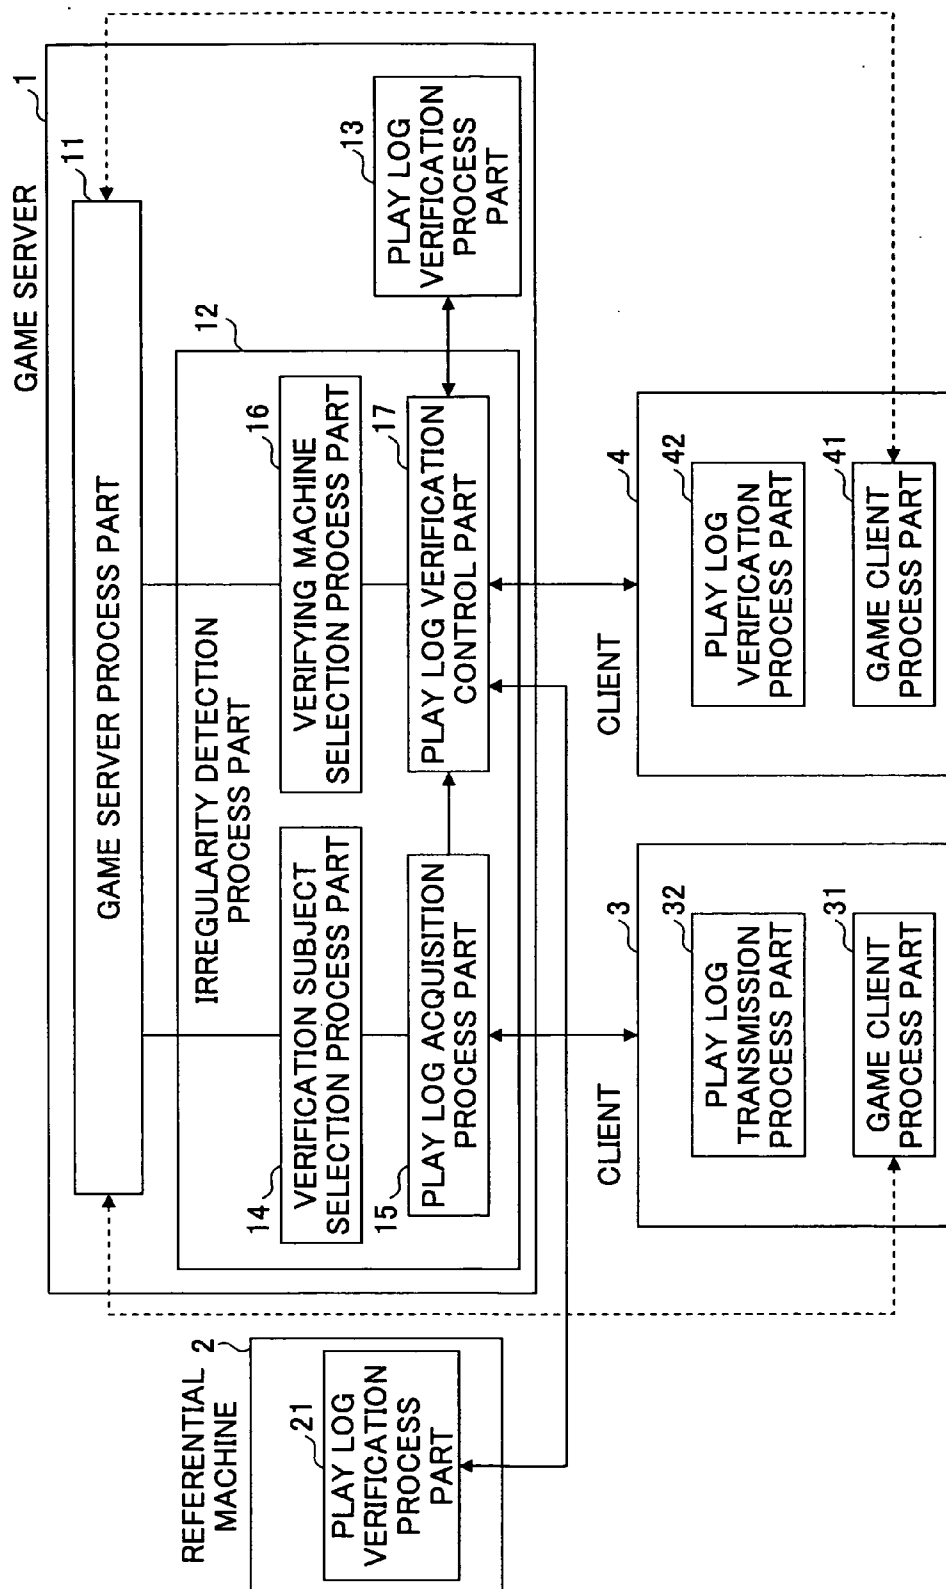 GAME SERVER
1
11
GAME SERVER PROCESS PART
12
IRREGULARITY DETECTION
PROCESS PART
14
VERIFICATION SUBJECT
SELECTION PROCESS PART
16
VERIFYING MACHINE
SELECTION PROCESS PART
15
PLAY LOG ACQUISITION
PROCESS PART
17
PLAY LOG VERIFICATION
CONTROL PART
13
PLAY LOG
VERIFICATION
PROCESS
PART
REFERENTIAL
MACHINE
2
21
PLAY LOG
VERIFICATION
PROCESS
PART
CLIENT
3
32
PLAY LOG
TRANSMISSION
PROCESS PART
31
GAME CLIENT
PROCESS PART
CLIENT
4
42
PLAY LOG
VERIFICATION
PROCESS PART
41
GAME CLIENT
PROCESS PART